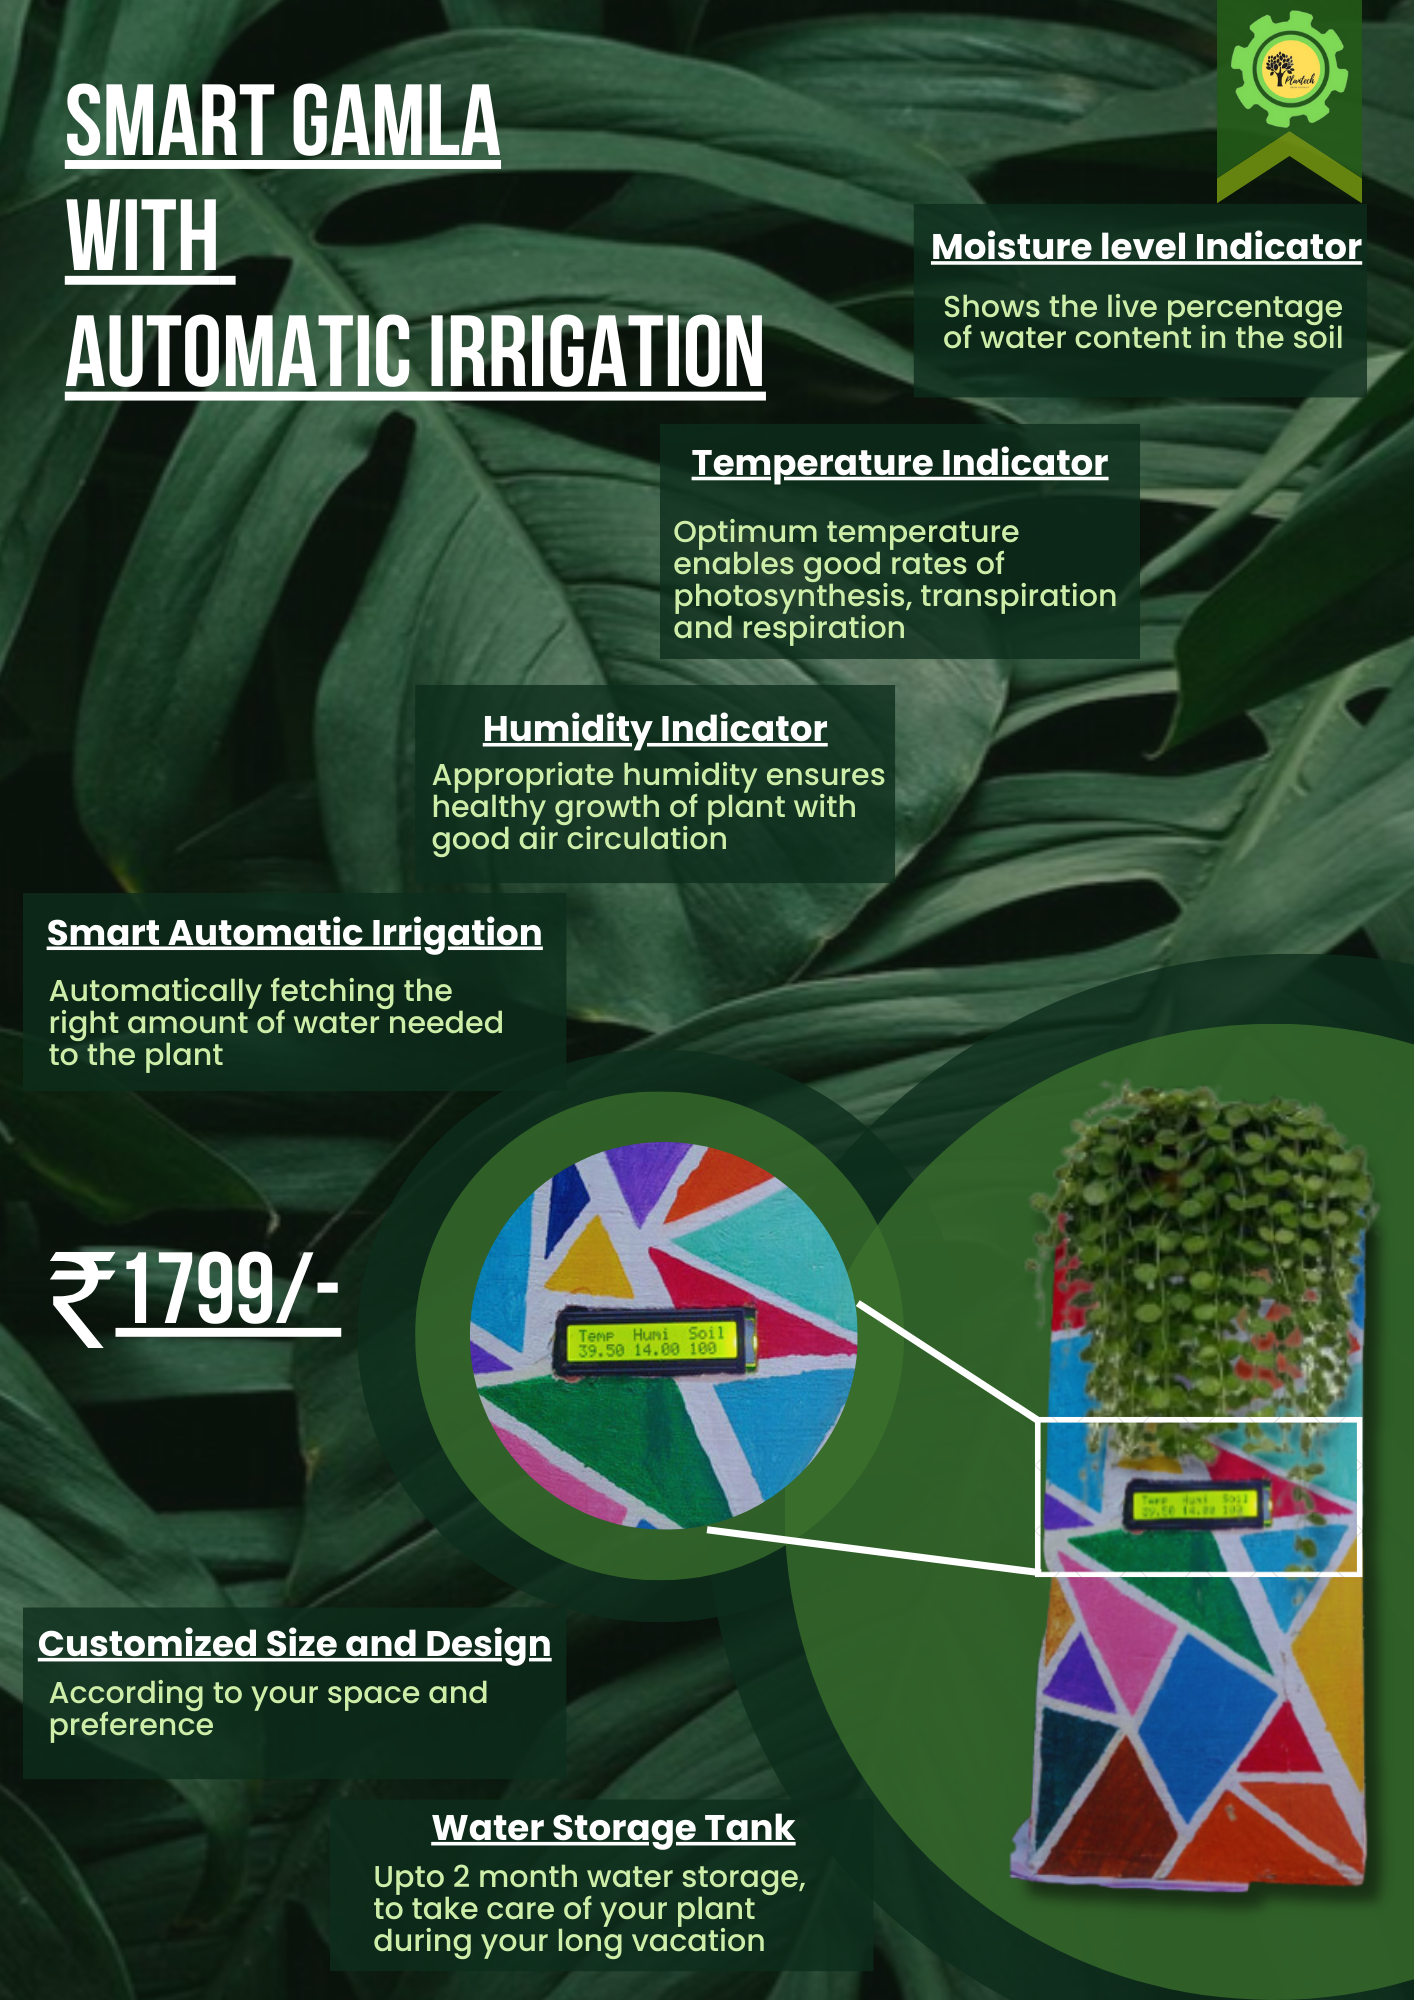 SMART GAMLA
WITH
AUTOMATIC IRRIGATION
Plantech
Moisture level Indicator
Shows the live percentage
of water content in the soil
Temperature Indicator
Optimum temperature
enables good rates of
photosynthesis, transpiration
and respiration
Humidity Indicator
Appropriate humidity ensures
healthy growth of plant with
good air circulation
Smart Automatic Irrigation
Automatically fetching the
right amount of water needed
to the plant
₹1799/-
Temp Humi Soil
39.50 14.00 100
Temp Humi Soil
39.50 14.00 100
Customized Size and Design
According to your space and
preference
Water Storage Tank
Upto 2 month water storage,
to take care of your plant
during your long vacation